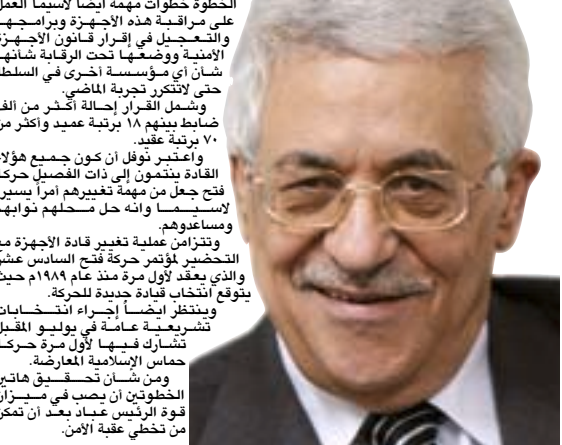 الخطوة خطوات مهمة أيضاً لاسيما العمل
على مراقبة هذه الأجهزة وبرامجها
والتعجيل في إقرار قانون الأجهزة
الأمنية ووضعها تحت الرقابة شأنها
شأن أي مؤسسة أخرى في السلطة
حتى لاتتكرر تجربة الماضي.
وشمل القرار إحالة أكثر من ألف
ضابط بينهم ١٨ برتبة عميد وأكثر من
٧٠ برتبة عقيد.
واعتبر نوفل أن كون جميع هؤلاء
القادة ينتمون إلى ذات الفصيل حركة
فتح جعل من مهمة تغييرهم أمراً يسيراً
لاسيما وانه حل محلهم نوابهم
ومساعدوهم.
وتتزامن عملية تغيير قادة الأجهزة مع
التحضير لمؤتمر حركة فتح السادس عشر
والذي يعقد لأول مرة منذ عام ١٩٨٩م حيث
يتوقع انتخاب قيادة جديدة للحركة.
وينتظر ايضاً إجراء انتخابات
تشريعية عامة في يوليو المقبل
تشارك فيها لأول مرة حركة
حماس الإسلامية المعارضة.
ومن شأن تحقيق هاتين
الخطوتين أن يصب في ميزان
قوة الرئيس عباد بعد أن تمكن
من تخطي عقبة الأمن.